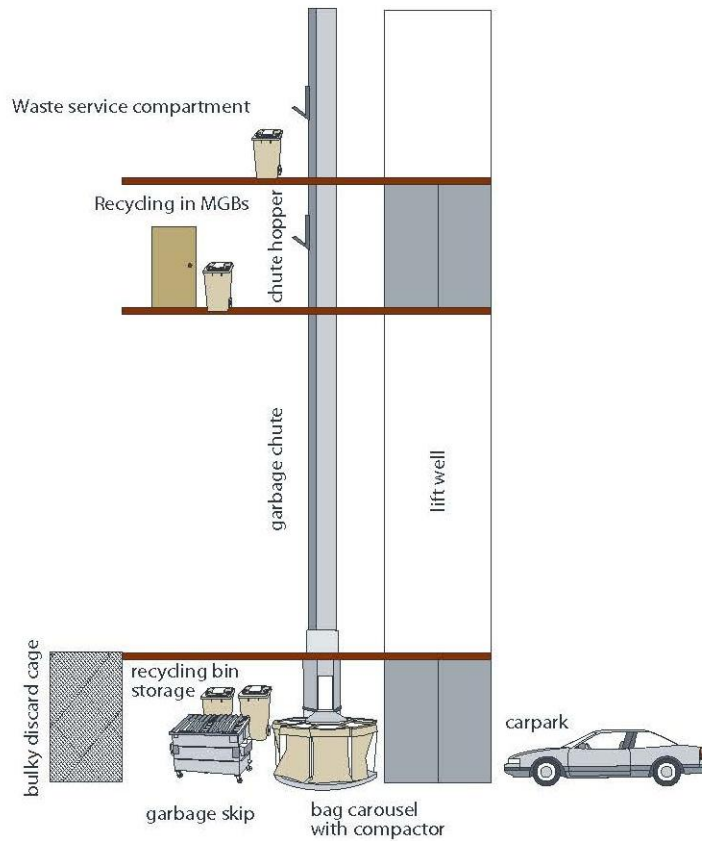 Waste service compartment
Recycling in MGBs
chute hopper
garbage chute
lift well
bulky discard cage
recycling bin
storage
carpark
garbage skip
bag carousel
with compactor